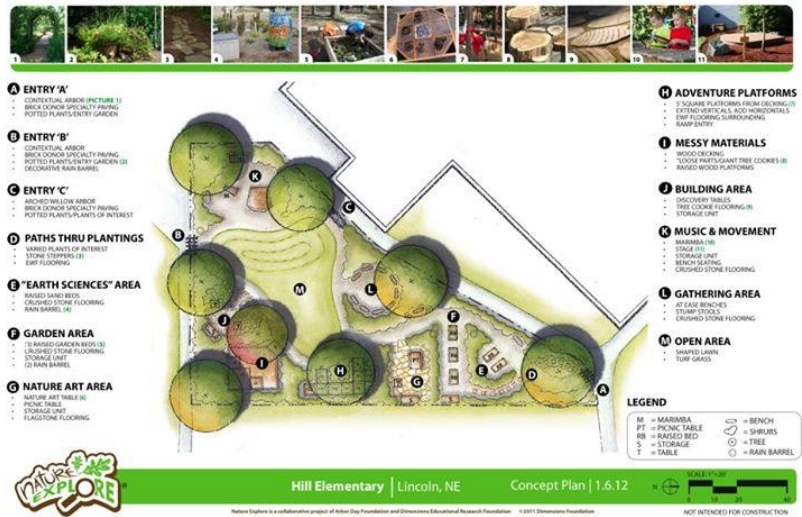 1 2 3 4 5 6 7 8 9 10 11
A ENTRY 'A'
CONTEXTUAL ARBOR (PICTURE 1)
BRICK DONOR SPECIALTY PAVING
POTTED PLANTS/ENTRY GARDEN
B ENTRY 'B'
CONTEXTUAL ARBOR
BRICK DONOR SPECIALTY PAVING
POTTED PLANTS/ENTRY GARDEN (2)
DECORATIVE RAIN BARREL
C ENTRY 'C'
ARCHED WILLOW ARBOR
BRICK DONOR SPECIALTY PAVING
POTTED PLANTS/PLANTS OF INTEREST
D PATHS THRU PLANTINGS
VARIED PLANTS OF INTEREST
STONE STEPPERS (3)
EWF FLOORING
E "EARTH SCIENCES" AREA
RAISED SAND BEDS
CRUSHED STONE FLOORING
RAIN BARREL (4)
F GARDEN AREA
RAISED GARDEN BEDS (5)
CRUSHED STONE FLOORING
STORAGE UNIT
(2) RAIN BARREL
G NATURE ART AREA
NATURE ART TABLE (6)
PICNIC TABLE
STORAGE UNIT
FLAGSTONE FLOORING
K
C
B
M
L
J
F
I
H
G
E
D
A
H ADVENTURE PLATFORMS
5' SQUARE PLATFORMS FROM DECKING (7)
EXTEND VERTICALS, ADD HORIZONTALS
EWF FLOORING SURROUNDING
RAMP ENTRY
I MESSY MATERIALS
WOOD DECKING
"LOOSE PARTS/GIANT TREE COOKIES (8)
RAISED WOOD PLATFORMS
J BUILDING AREA
DISCOVERY TABLES
TREE COOKIE FLOORING (9)
STORAGE UNIT
K MUSIC & MOVEMENT
MARIMBA (10)
STAGE (11)
STORAGE UNIT
BENCH SEATING
CRUSHED STONE FLOORING
L GATHERING AREA
AT EASE BENCHES
STUMP STOOLS
CRUSHED STONE FLOORING
M OPEN AREA
SHAPED LAWN
TURF GRASS
LEGEND
M = MARIMBA
PT = PICNIC TABLE
RB = RAISED BED
S = STORAGE
T = TABLE
= BENCH
= SHRUBS
= TREE
= RAIN BARREL
NATURE EXPLORE ®
Hill Elementary | Lincoln, NE
Concept Plan | 1.6.12
N
SCALE: 1"=20'
0 10 20 40
Nature Explore is a collaborative project of Arbor Day Foundation and Dimensions Educational Research Foundation ©2011 Dimensions Foundation
NOT INTENDED FOR CONSTRUCTION